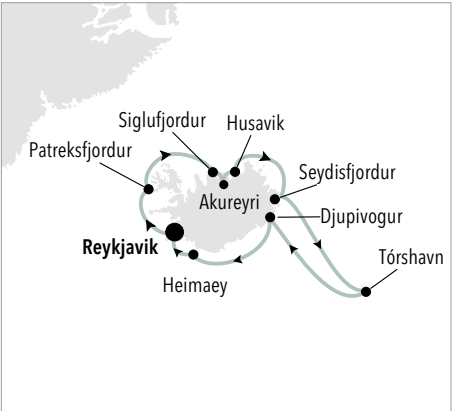 Siglufjordur
Husavik
Patreksfjordur
Seydisfjordur
Akureyri
Djupivogur
Reykjavik
Tórshavn
Heimaey